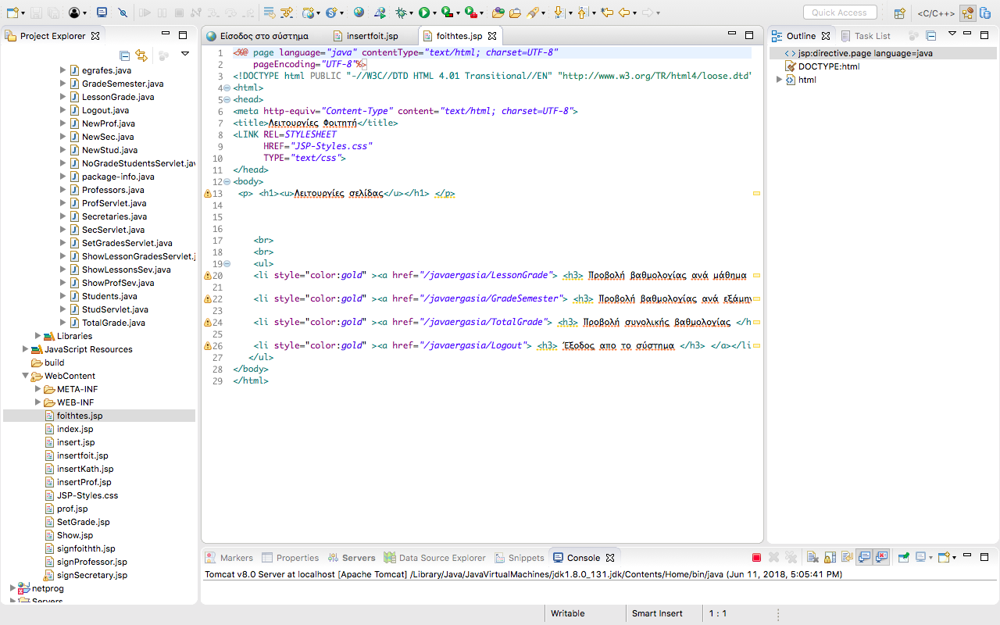 Quick Access
<C/C++>
Project Explorer
egrafes.java
GradeSemester.java
LessonGrade.java
Logout.java
NewProf.java
NewSec.java
NewStud.java
NoGradeStudentsServlet.jav
package-info.java
Professors.java
ProfServlet.java
Secretaries.java
SecServlet.java
SetGradesServlet.java
ShowLessonGradesServlet.j
ShowLessonsSev.java
ShowProfSev.java
Students.java
StudServlet.java
TotalGrade.java
Libraries
JavaScript Resources
build
WebContent
META-INF
WEB-INF
foithtes.jsp
index.jsp
insert.jsp
insertfoit.jsp
insertKath.jsp
insertProf.jsp
JSP-Styles.css
prof.jsp
SetGrade.jsp
Show.jsp
signfoithth.jsp
signProfessor.jsp
signSecretary.jsp
netprog
Servers
Είσοδος στο σύστημα
insertfoit.jsp
foithtes.jsp
1 <%@ page language="java" contentType="text/html; charset=UTF-8"
2 pageEncoding="UTF-8"%>
3 <!DOCTYPE html PUBLIC "-//W3C//DTD HTML 4.01 Transitional//EN" "http://www.w3.org/TR/html4/loose.dtd"
4 <html>
5 <head>
6 <meta http-equiv="Content-Type" content="text/html; charset=UTF-8">
7 <title>Λειτουργίες Φοιτητή</title>
8 <LINK REL=STYLESHEET
9 HREF="JSP-Styles.css"
10 TYPE="text/css">
11 </head>
12 <body>
13 <p> <h1><u>Λειτουργίες σελίδας</u></h1> </p>
14
15
16
17 <br>
18 <br>
19 <ul>
20 <li style="color:gold" ><a href="/javaergasia/LessonGrade"> <h3> Προβολή βαθμολογίας ανά μάθημα
21
22 <li style="color:gold" ><a href="/javaergasia/GradeSemester"> <h3> Προβολή βαθμολογίας ανά εξάμην
23
24 <li style="color:gold" ><a href="/javaergasia/TotalGrade"> <h3> Προβολή συνολικής βαθμολογίας </h
25
26 <li style="color:gold" ><a href="/javaergasia/Logout"> <h3> Έξοδος απο το σύστημα </h3> </a></li
27 </ul>
28 </body>
29 </html>
Outline
Task List
jsp:directive.page language=java
DOCTYPE:html
html
Markers
Properties
Servers
Data Source Explorer
Snippets
Console
Tomcat v8.0 Server at localhost [Apache Tomcat] /Library/Java/JavaVirtualMachines/jdk1.8.0_131.jdk/Contents/Home/bin/java (Jun 11, 2018, 5:05:41 PM)
Writable
Smart Insert
1 : 1